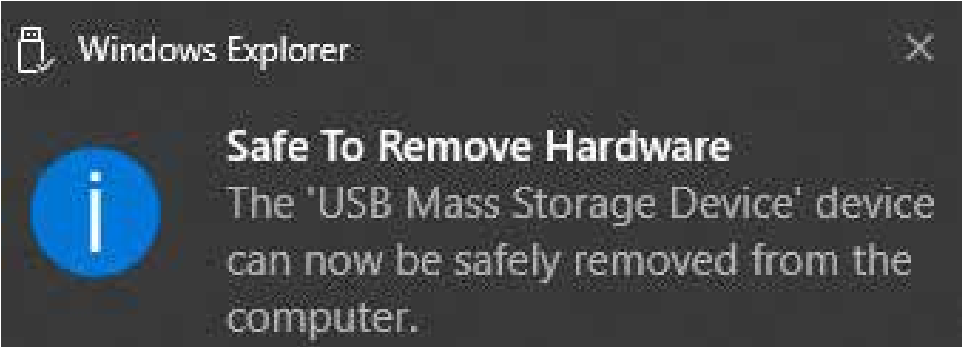 Windows Explorer
Safe To Remove Hardware
The 'USB Mass Storage Device' device
can now be safely removed from the
computer.